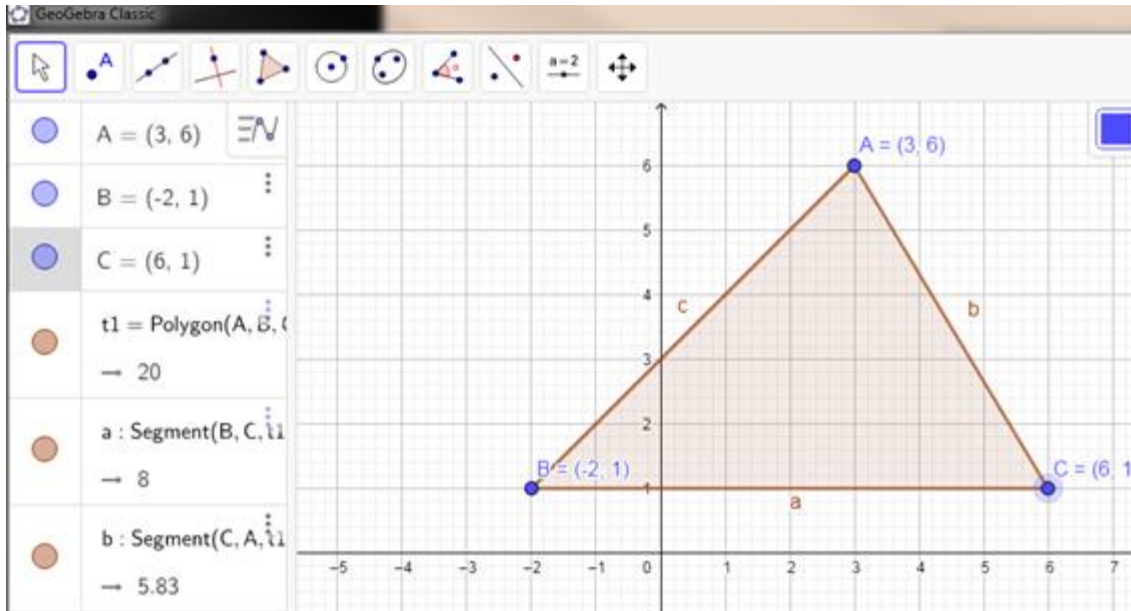 GeoGebra Classic
A
a=2
A = (3, 6)
B = (-2, 1)
C = (6, 1)
t1 = Polygon(A, B, C
→ 20
a : Segment(B, C, t1
→ 8
b : Segment(C, A, t1
→ 5.83
A = (3, 6)
6
5
4
c
b
3
2
B = (-2, 1)
C = (6, 1
1
a
-5 -4 -3 -2 -1 0 1 2 3 4 5 6 7